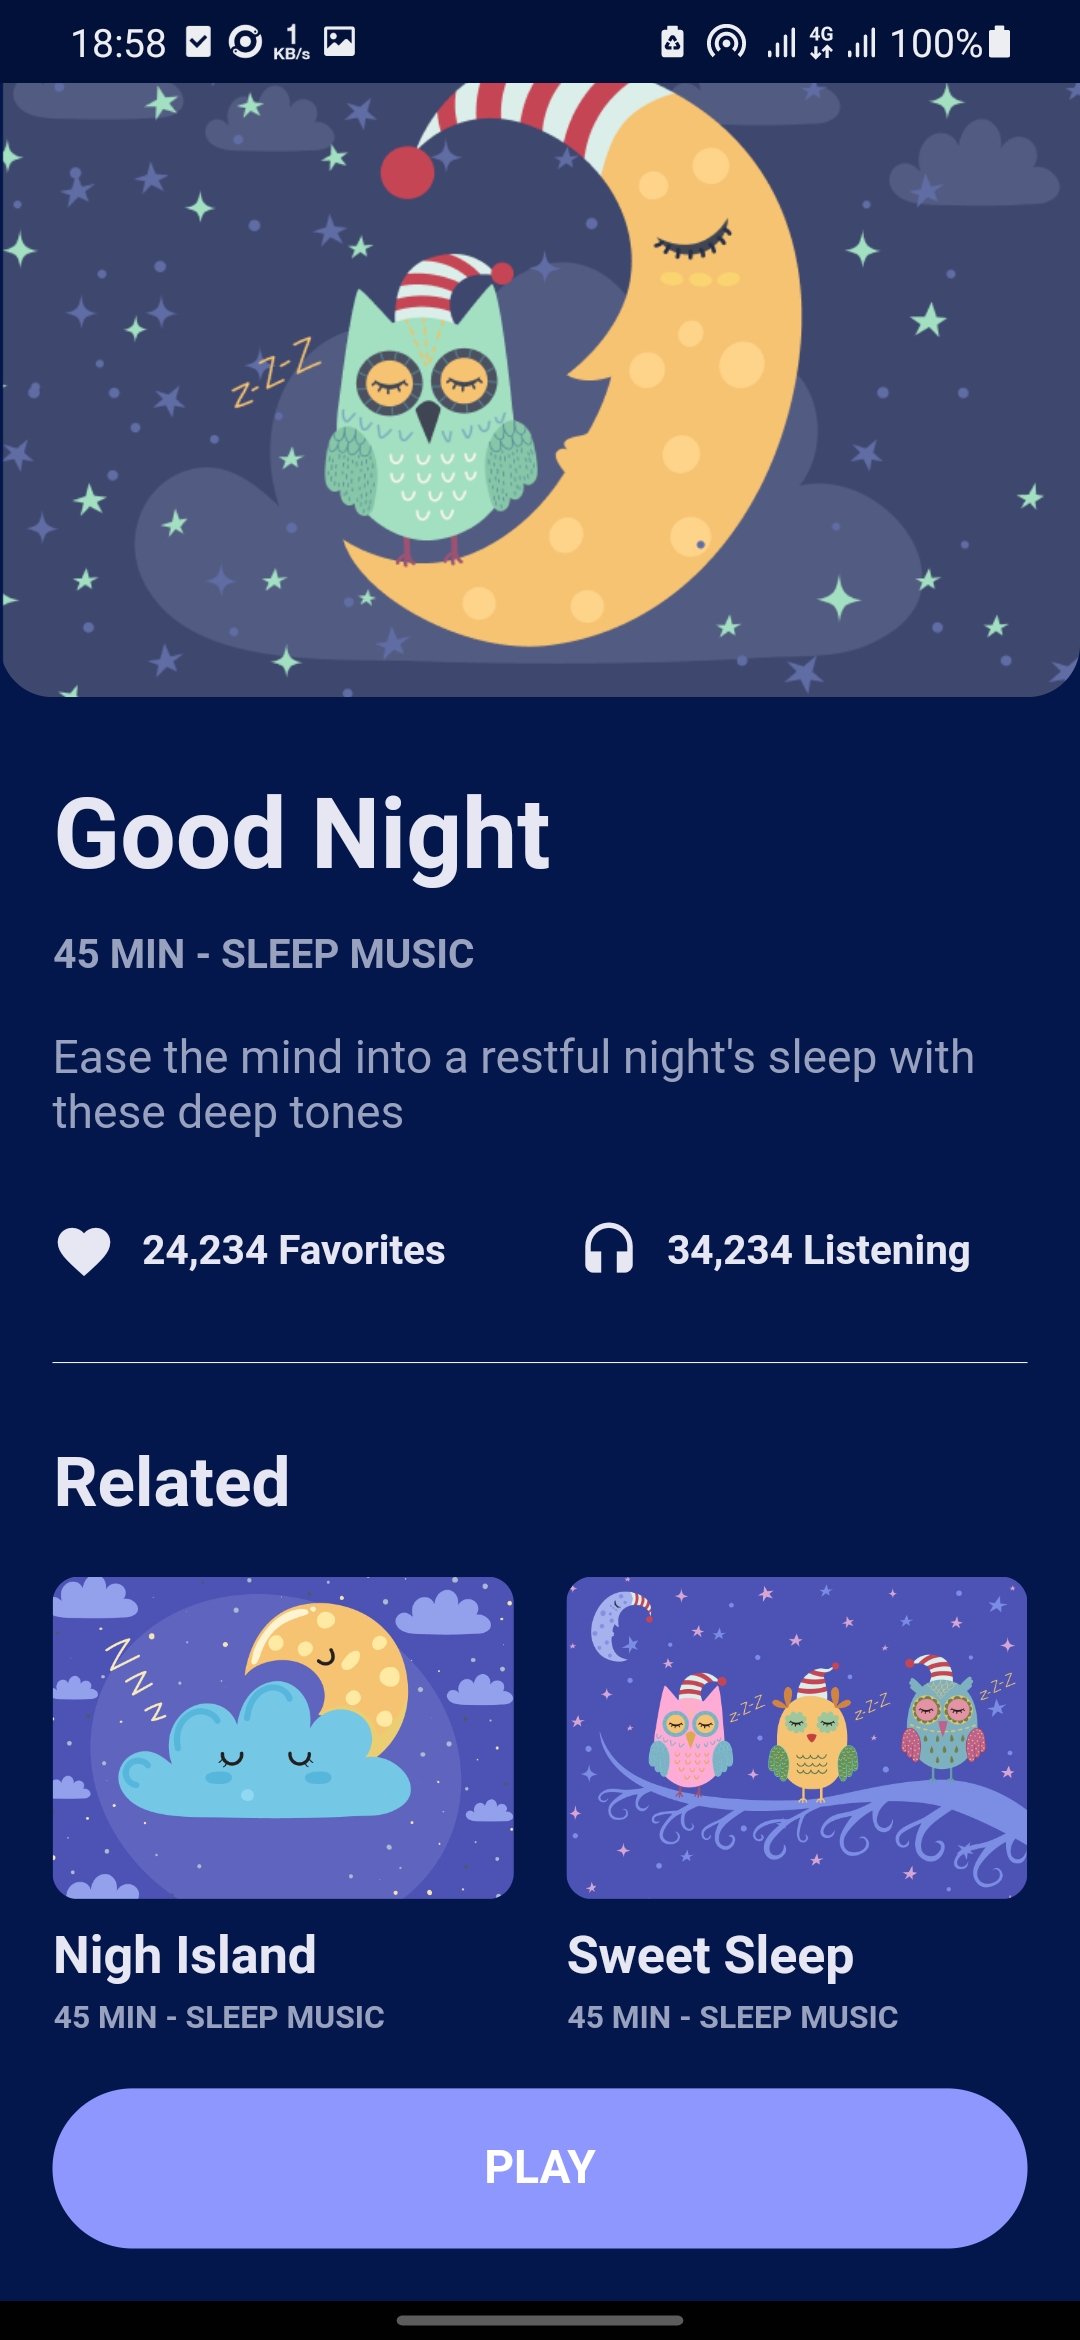 18:58 1 KB/s 4G 100%
z-Z-Z
Good Night
45 MIN - SLEEP MUSIC
Ease the mind into a restful night's sleep with
these deep tones
24,234 Favorites 34,234 Listening
Related
Z Z z
z-Z-Z z-Z-Z z-Z-Z
Nigh Island Sweet Sleep
45 MIN - SLEEP MUSIC 45 MIN - SLEEP MUSIC
PLAY